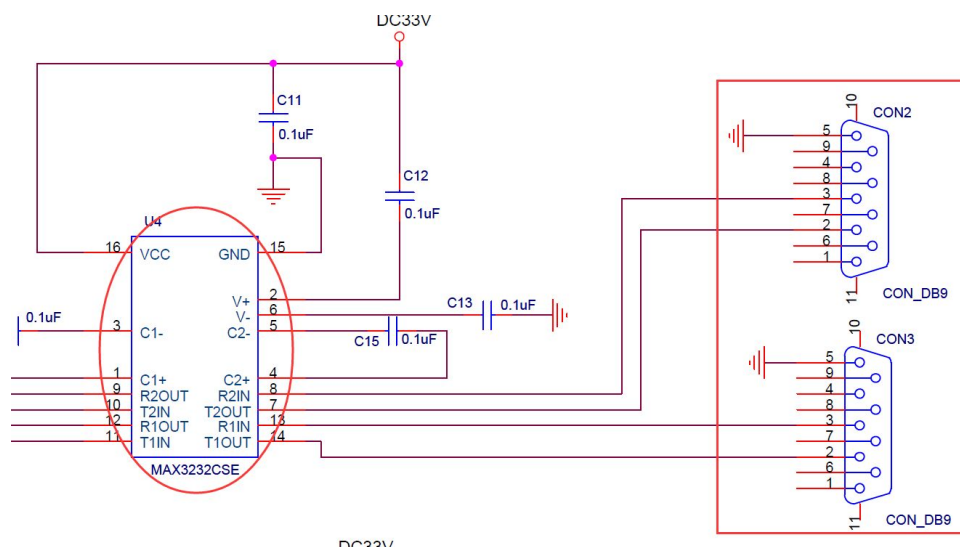 DC33V
C11
0.1uF
C12
0.1uF
U4
16 VCC GND 15
V+ 2
V- 6
C13 0.1uF
0.1uF
3 C1- C2- 5
C15 0.1uF
1 C1+ C2+ 4
9 R2OUT R2IN 8
10 T2IN T2OUT 7
12 R1OUT R1IN 13
11 T1IN T1OUT 14
MAX3232CSE
10
CON2
5
9
4
8
3
7
2
6
1
11
CON_DB9
10
CON3
5
9
4
8
3
7
2
6
1
11
CON_DB9
DC33V